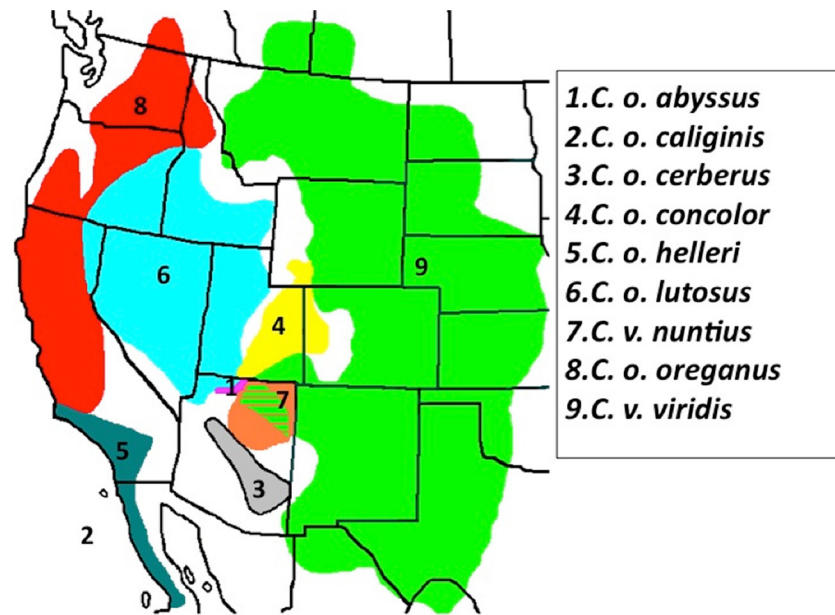 8
6
9
4
1
7
5
3
2
1.C. o. abyssus
2.C. o. caliginis
3.C. o. cerberus
4.C. o. concolor
5.C. o. helleri
6.C. o. lutosus
7.C. v. nuntius
8.C. o. oreganus
9.C. v. viridis